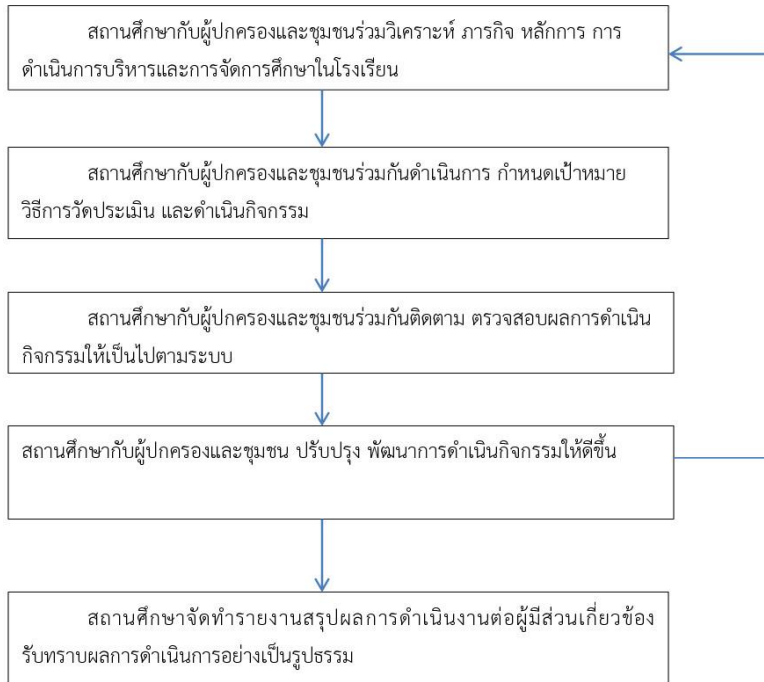 สถานศึกษากับผู้ปกครองและชุมชนร่วมวิเคราะห์ ภารกิจ หลักการ การ
ดำเนินการบริหารและการจัดการศึกษาในโรงเรียน
สถานศึกษากับผู้ปกครองและชุมชนร่วมกันดำเนินการ กำหนดเป้าหมาย
วิธีการวัดประเมิน และดำเนินกิจกรรม
สถานศึกษากับผู้ปกครองและชุมชนร่วมกันติดตาม ตรวจสอบผลการดำเนิน
กิจกรรมให้เป็นไปตามระบบ
สถานศึกษากับผู้ปกครองและชุมชน ปรับปรุง พัฒนาการดำเนินกิจกรรมให้ดีขึ้น
สถานศึกษาจัดทำรายงานสรุปผลการดำเนินงานต่อผู้มีส่วนเกี่ยวข้อง
รับทราบผลการดำเนินการอย่างเป็นรูปธรรม